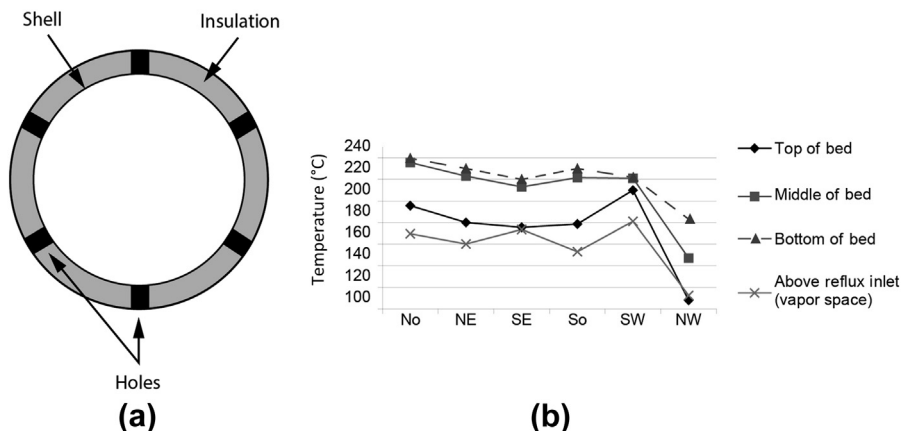 Shell
Insulation
Holes
(a)
Temperature (°C)
240
220
200
180
160
140
120
100
No NE SE So SW NW
Top of bed
Middle of bed
Bottom of bed
Above reflux inlet
(vapor space)
(b)